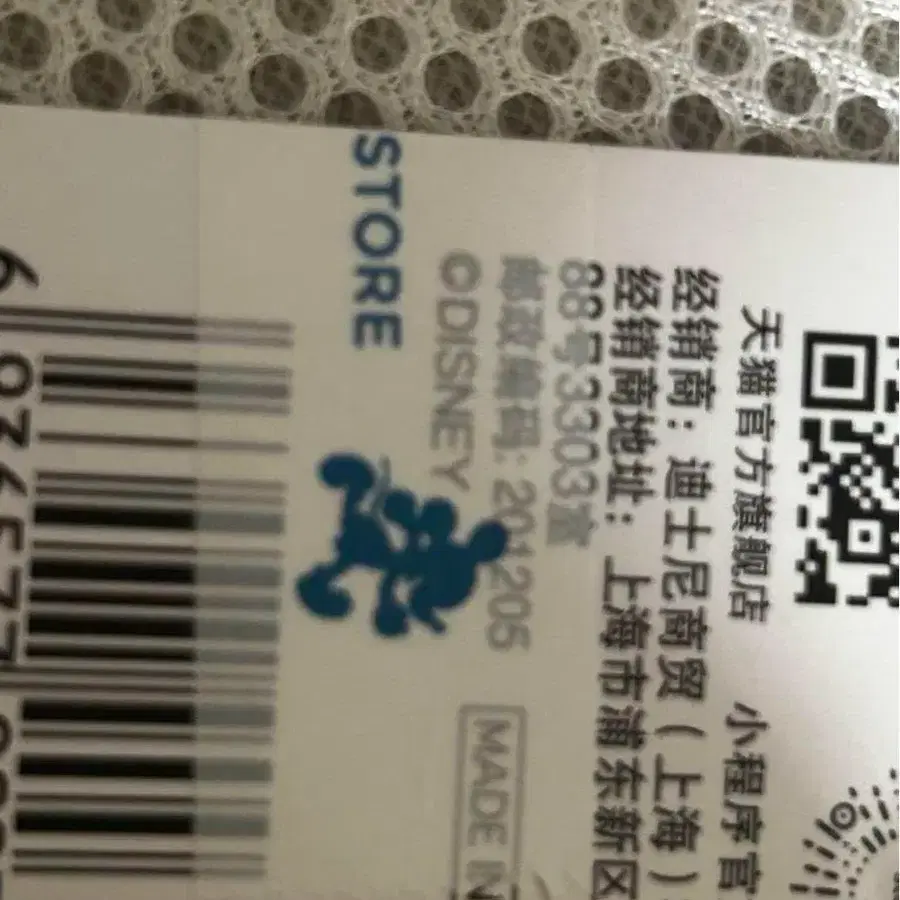 天猫官方旗舰店 小程序官
经销商：迪士尼商贸（上海）
经销商地址：上海市浦东新区
88号3303室
邮政编码：201205
©DISNEY
MADE IN
STORE